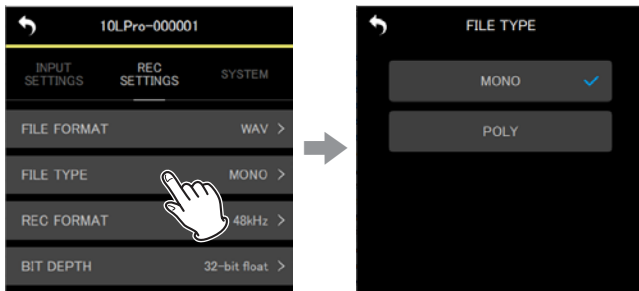 10LPro-000001
INPUT SETTINGS
REC SETTINGS
SYSTEM
FILE FORMAT WAV >
FILE TYPE MONO >
REC FORMAT 48kHz >
BIT DEPTH 32-bit float >
FILE TYPE
MONO
POLY